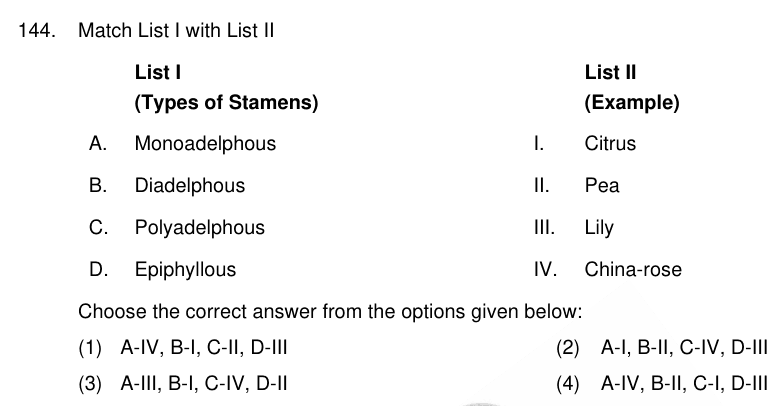 144. Match List I with List II
List I List II
(Types of Stamens) (Example)
A. Monoadelphous I. Citrus
B. Diadelphous II. Pea
C. Polyadelphous III. Lily
D. Epiphyllous IV. China-rose
Choose the correct answer from the options given below:
(1) A-IV, B-I, C-II, D-III (2) A-I, B-II, C-IV, D-III
(3) A-III, B-I, C-IV, D-II (4) A-IV, B-II, C-I, D-III